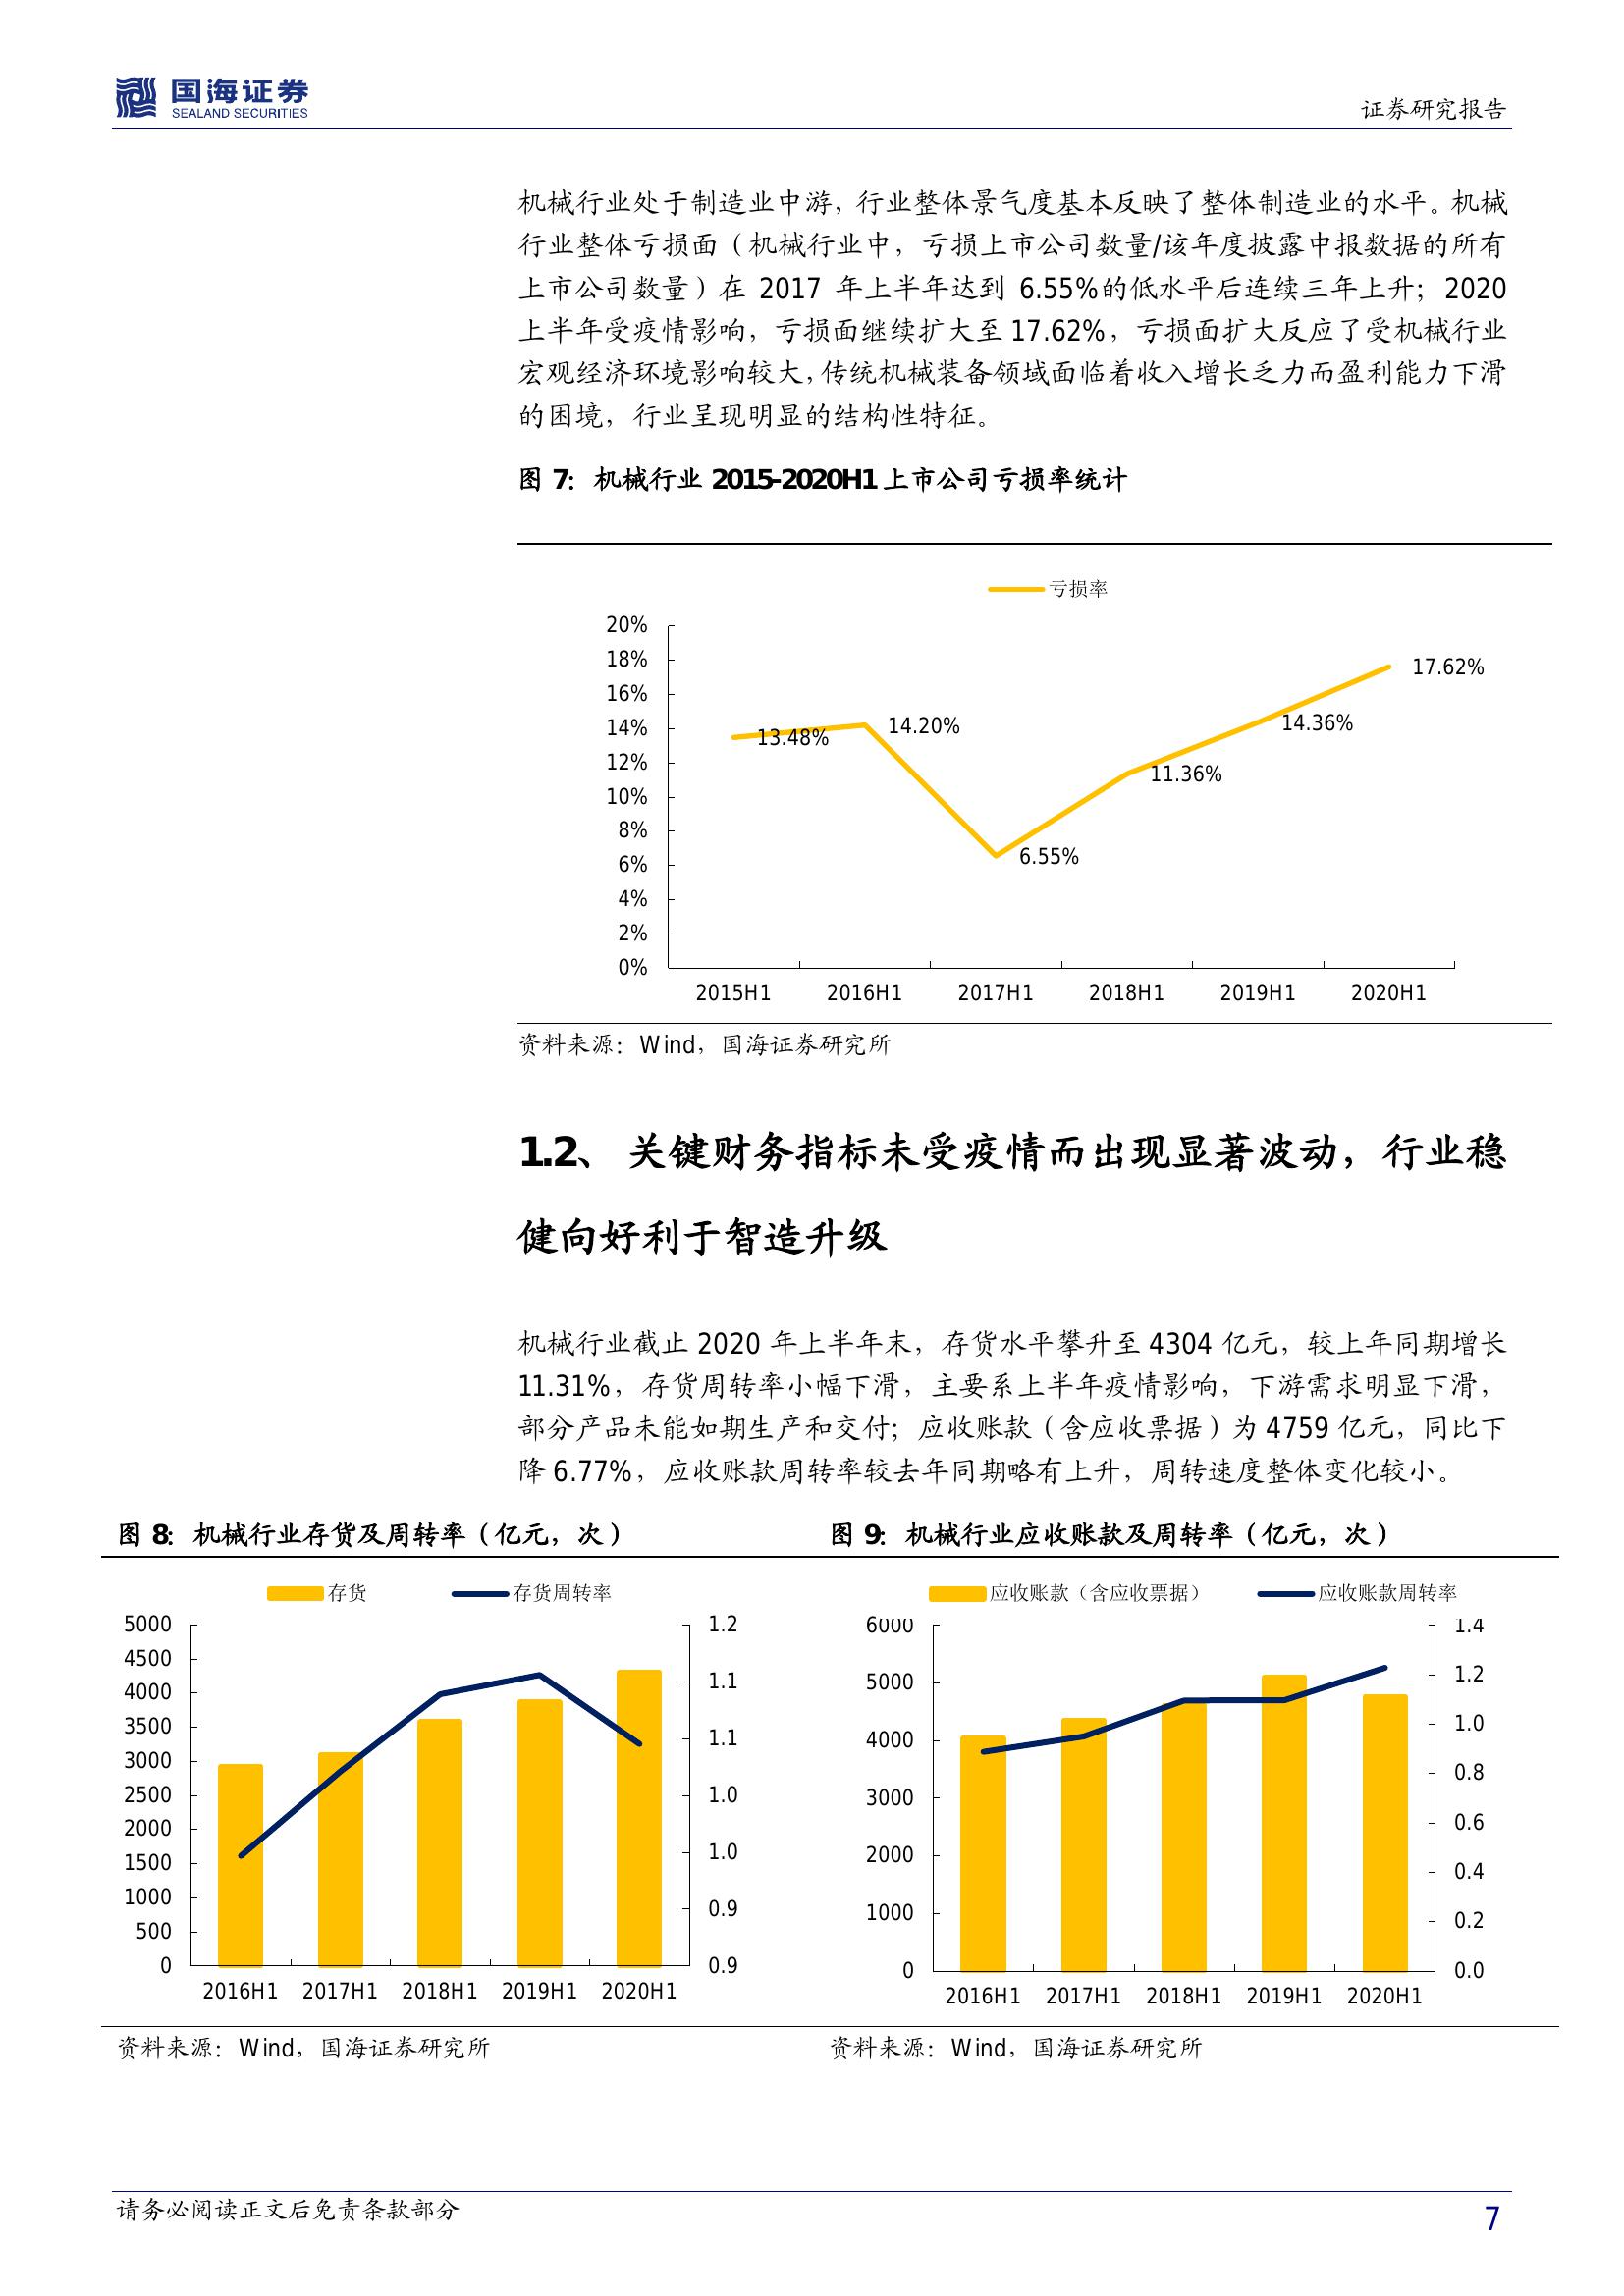 国海证券
SEALAND SECURITIES
证券研究报告
机械行业处于制造业中游，行业整体景气度基本反映了整体制造业的水平。机械
行业整体亏损面（机械行业中，亏损上市公司数量/该年度披露中报数据的所有
上市公司数量）在 2017 年上半年达到 6.55%的低水平后连续三年上升；2020
上半年受疫情影响，亏损面继续扩大至 17.62%，亏损面扩大反应了受机械行业
宏观经济环境影响较大，传统机械装备领域面临着收入增长乏力而盈利能力下滑
的困境，行业呈现明显的结构性特征。
图 7：机械行业 2015-2020H1 上市公司亏损率统计
亏损率
20%
18%
16%
14%
12%
10%
8%
6%
4%
2%
0%
13.48%
14.20%
6.55%
11.36%
14.36%
17.62%
2015H1 2016H1 2017H1 2018H1 2019H1 2020H1
资料来源：Wind，国海证券研究所
1.2、 关键财务指标未受疫情而出现显著波动，行业稳
健向好利于智造升级
机械行业截止 2020 年上半年末，存货水平攀升至 4304 亿元，较上年同期增长
11.31%，存货周转率小幅下滑，主要系上半年疫情影响，下游需求明显下滑，
部分产品未能如期生产和交付；应收账款（含应收票据）为 4759 亿元，同比下
降 6.77%，应收账款周转率较去年同期略有上升，周转速度整体变化较小。
图 8：机械行业存货及周转率（亿元，次）
存货 存货周转率
5000
4500
4000
3500
3000
2500
2000
1500
1000
500
0
1.2
1.1
1.1
1.0
1.0
0.9
0.9
2016H1 2017H1 2018H1 2019H1 2020H1
资料来源：Wind，国海证券研究所
图 9：机械行业应收账款及周转率（亿元，次）
应收账款（含应收票据） 应收账款周转率
6000
5000
4000
3000
2000
1000
0
1.4
1.2
1.0
0.8
0.6
0.4
0.2
0.0
2016H1 2017H1 2018H1 2019H1 2020H1
资料来源：Wind，国海证券研究所
请务必阅读正文后免责条款部分
7